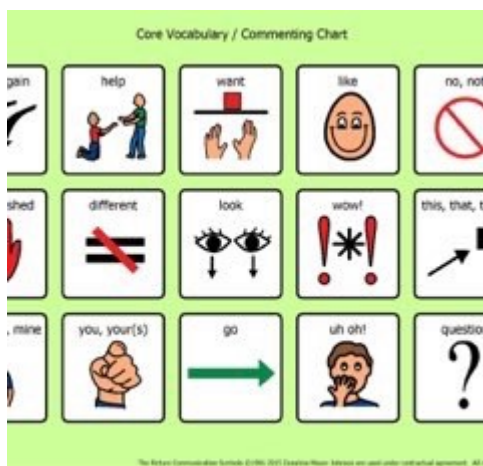 Core Vocabulary / Commenting Chart
gain help want like no, not
shed different look wow! this, that, t
, mine you, your(s) go uh oh! question
?